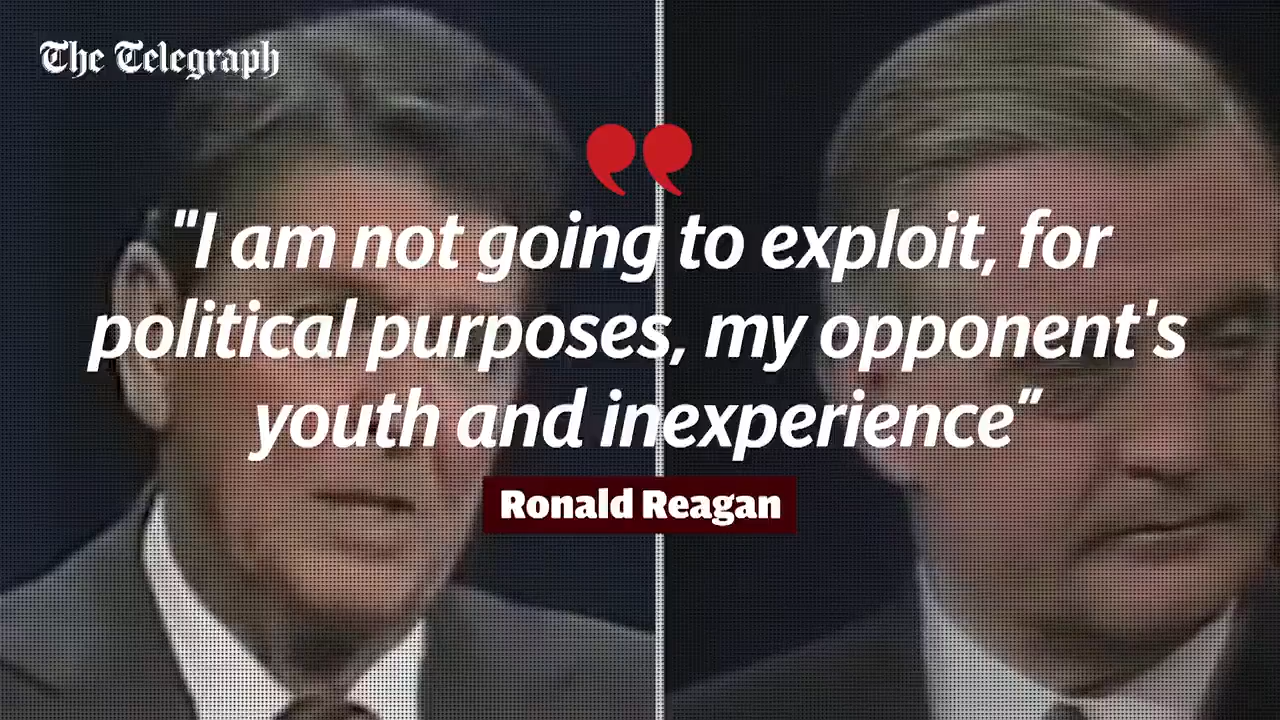 The Telegraph
"I am not going to exploit, for
political purposes, my opponent's
youth and inexperience"
Ronald Reagan